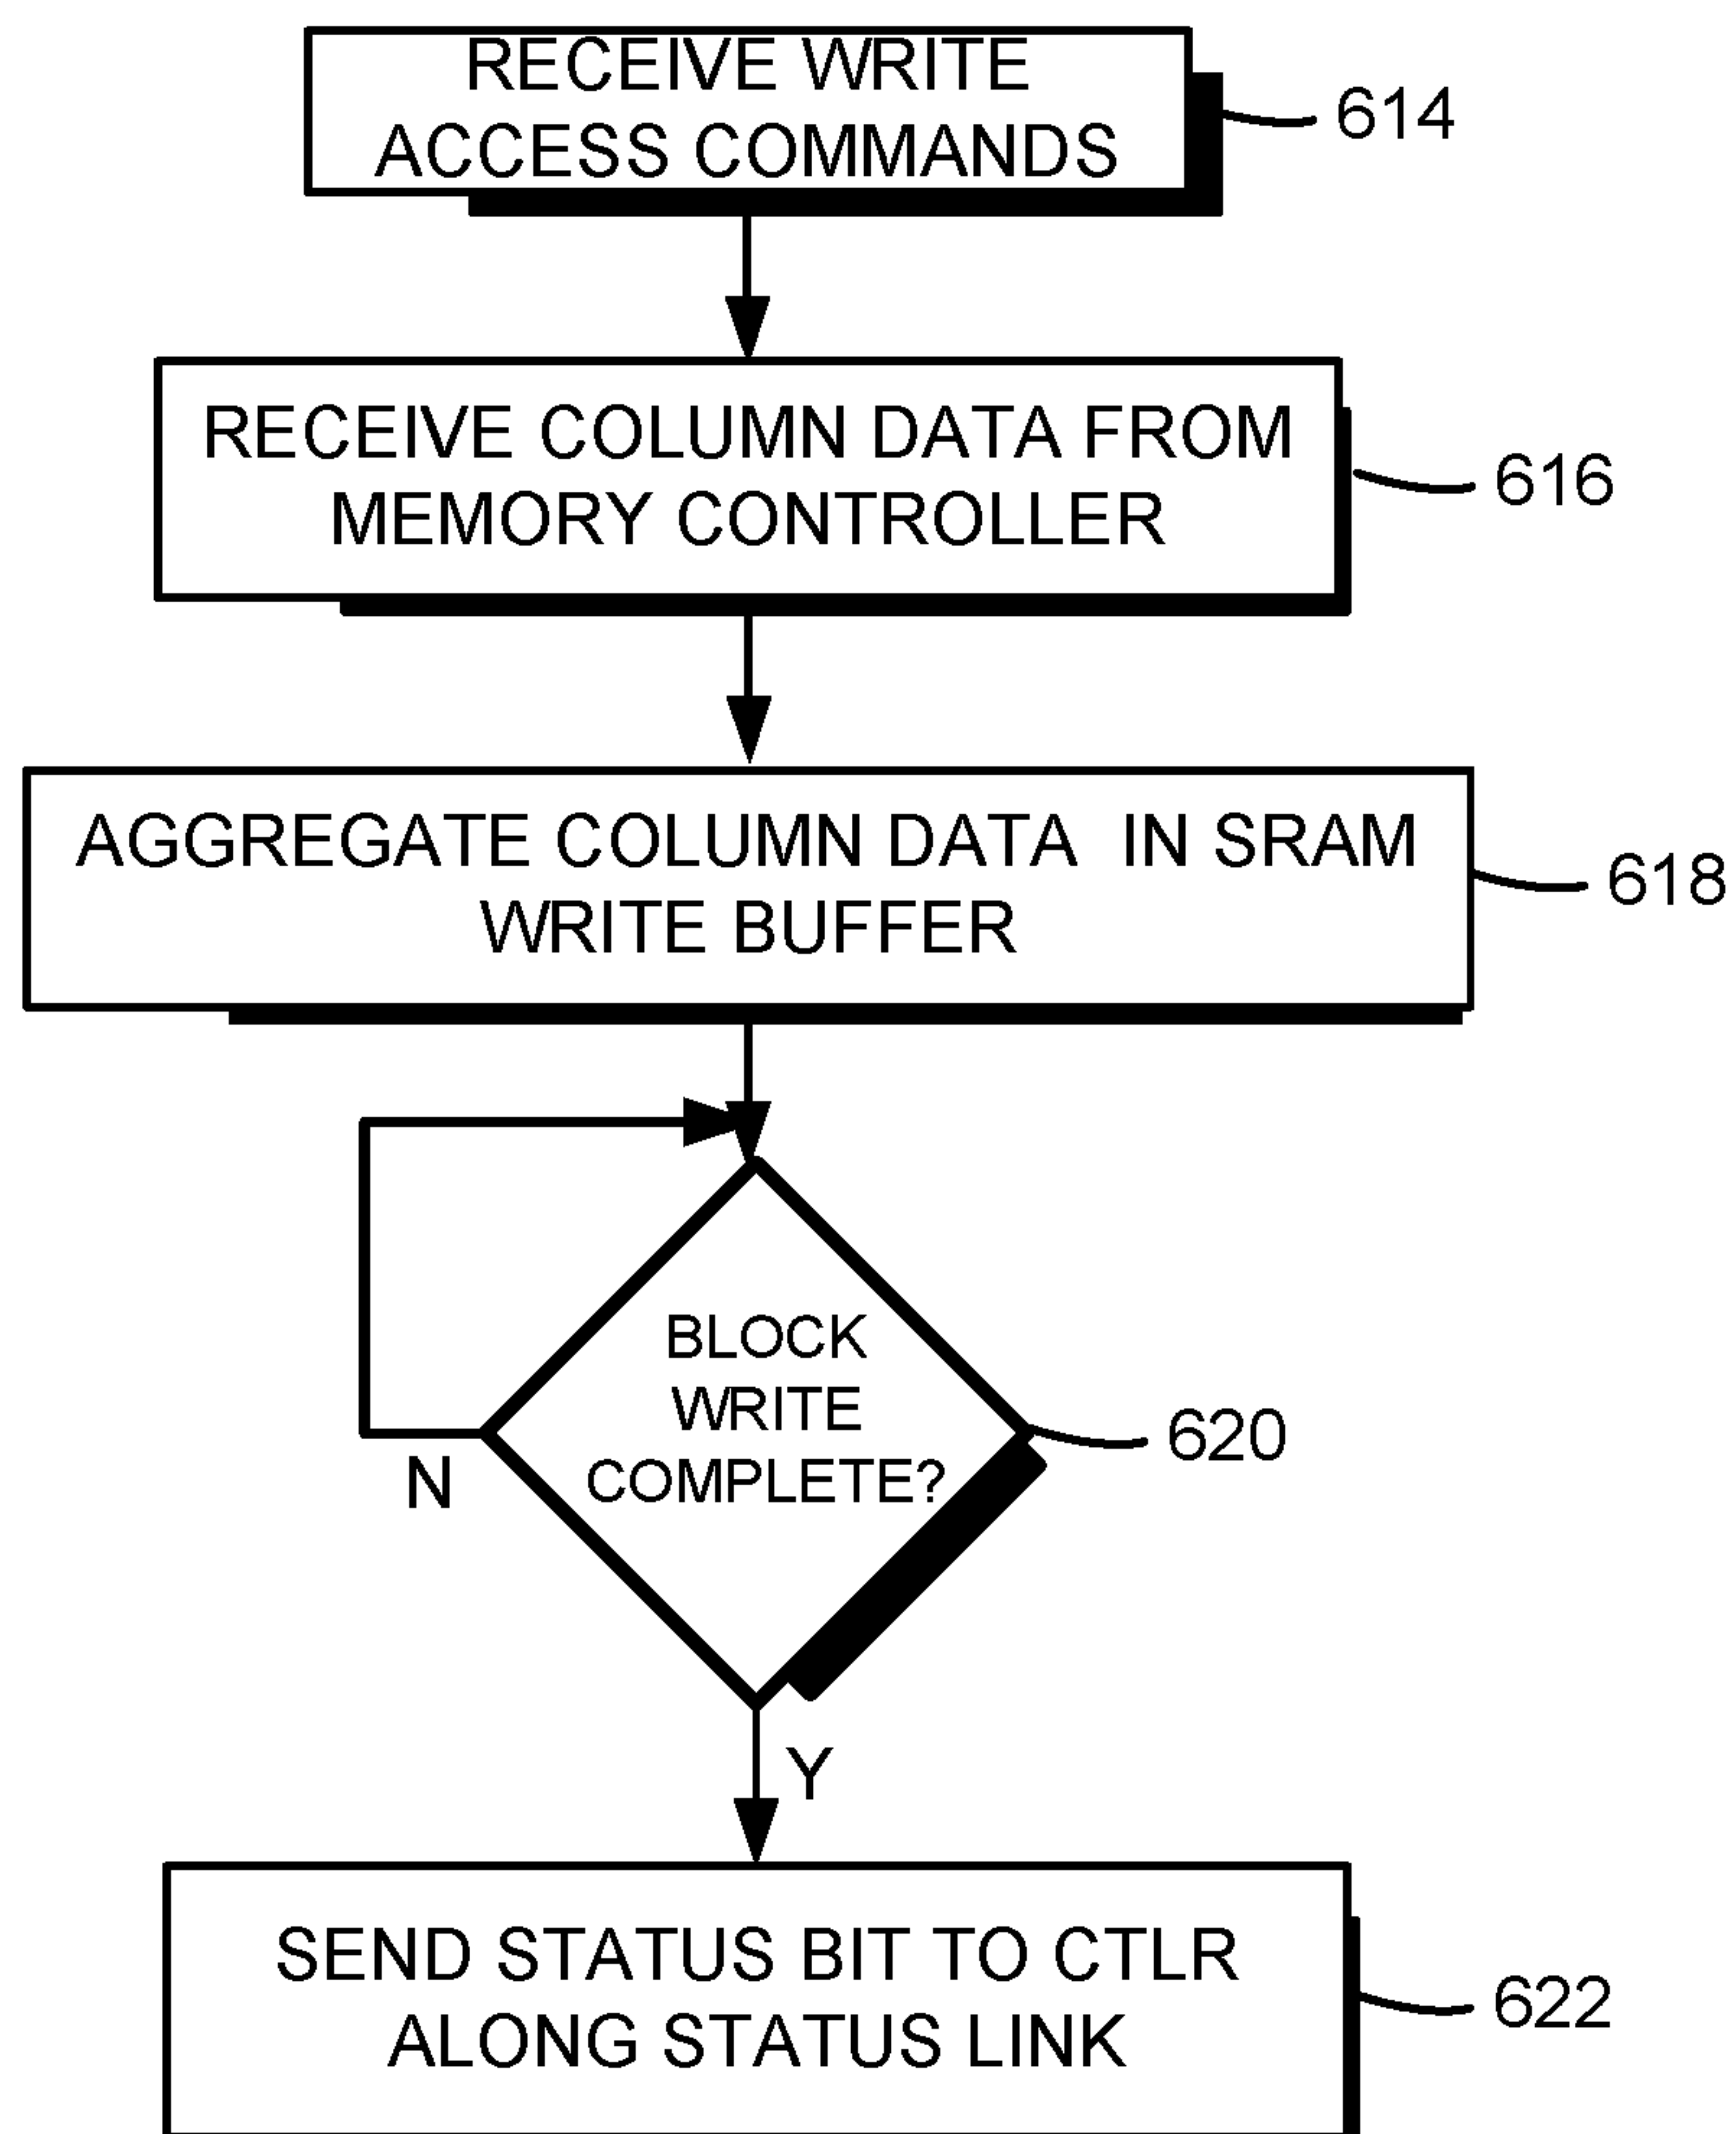 RECEIVE WRITE
ACCESS COMMANDS
614
RECEIVE COLUMN DATA FROM
MEMORY CONTROLLER
616
AGGREGATE COLUMN DATA IN SRAM
WRITE BUFFER
618
BLOCK
WRITE
COMPLETE?
620
N
Y
SEND STATUS BIT TO CTLR
ALONG STATUS LINK
622